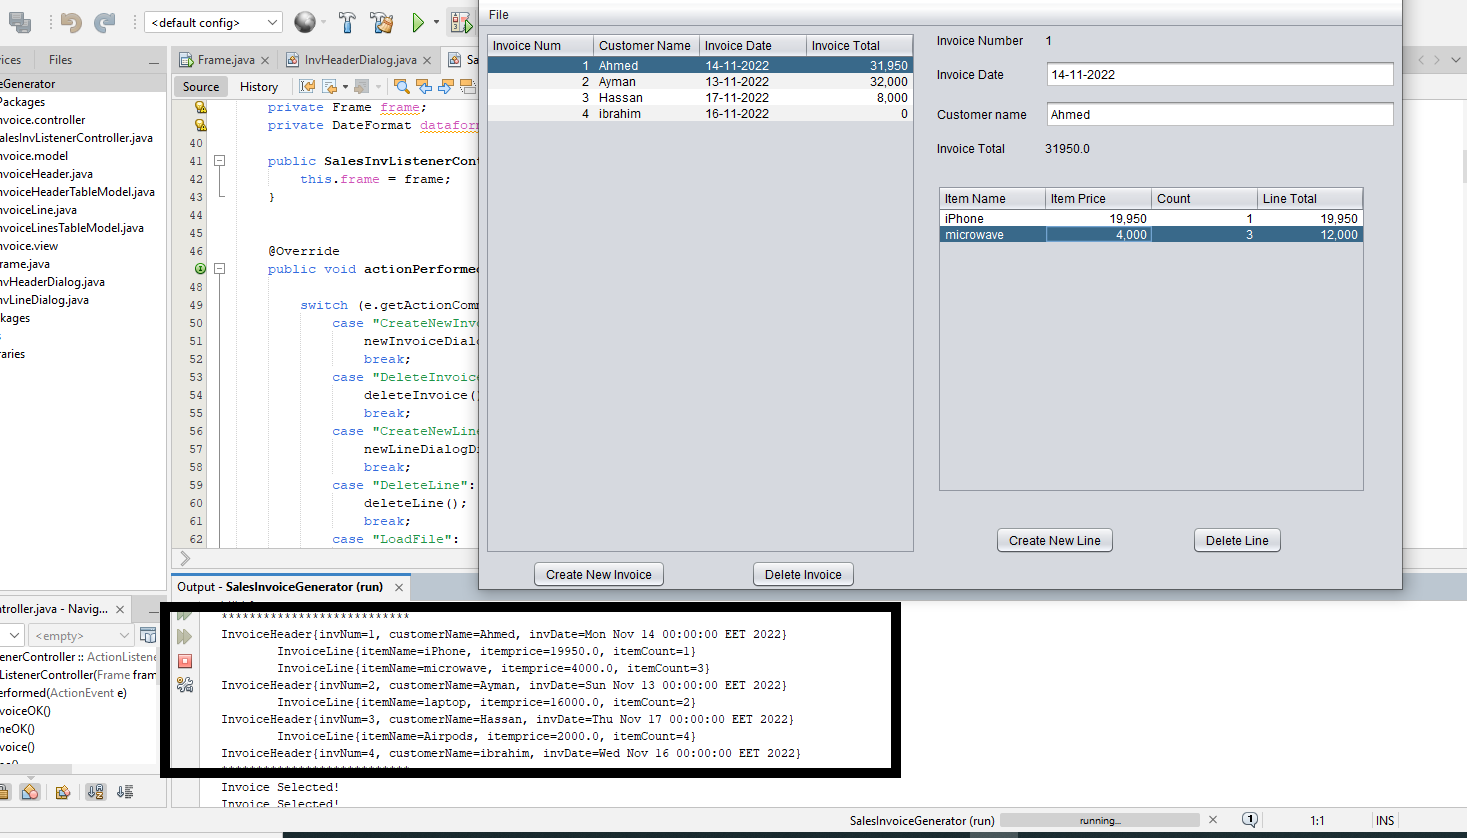 <default config>
ices
Files
Frame.java
InvHeaderDialog.java
Sa
eGenerator
Packages
nvoice.controller
alesInvListenerController.java
nvoice.model
nvoiceHeader.java
nvoiceHeaderTableModel.java
nvoiceLine.java
nvoiceLinesTableModel.java
nvoice.view
rame.java
nvHeaderDialog.java
nvLineDialog.java
kages
s
raries
Source
History
private Frame frame;
private DateFormat datafor
40
41 public SalesInvListenerCon
42 this.frame = frame;
43 }
44
45
46 @Override
public void actionPerformed
48
49 switch (e.getActionCom
50 case "CreateNewInvo
51 newInvoiceDialo
52 break;
53 case "DeleteInvoice
54 deleteInvoice()
55 break;
56 case "CreateNewLine
57 newLineDialogD
58 break;
59 case "DeleteLine":
60 deleteLine();
61 break;
62 case "LoadFile":
File
Invoice Num Customer Name Invoice Date Invoice Total
1 Ahmed 14-11-2022 31,950
2 Ayman 13-11-2022 32,000
3 Hassan 17-11-2022 8,000
4 ibrahim 16-11-2022 0
Create New Invoice
Delete Invoice
Invoice Number 1
Invoice Date 14-11-2022
Customer name Ahmed
Invoice Total 31950.0
Item Name Item Price Count Line Total
iPhone 19,950 1 19,950
microwave 4,000 3 12,000
Create New Line
Delete Line
Output - SalesInvoiceGenerator (run)
***************************
InvoiceHeader{invNum=1, customerName=Ahmed, invDate=Mon Nov 14 00:00:00 EET 2022}
InvoiceLine{itemName=iPhone, itemprice=19950.0, itemCount=1}
InvoiceLine{itemName=microwave, itemprice=4000.0, itemCount=3}
InvoiceHeader{invNum=2, customerName=Ayman, invDate=Sun Nov 13 00:00:00 EET 2022}
InvoiceLine{itemName=laptop, itemprice=16000.0, itemCount=2}
InvoiceHeader{invNum=3, customerName=Hassan, invDate=Thu Nov 17 00:00:00 EET 2022}
InvoiceLine{itemName=Airpods, itemprice=2000.0, itemCount=4}
InvoiceHeader{invNum=4, customerName=ibrahim, invDate=Wed Nov 16 00:00:00 EET 2022}
***************************
Invoice Selected!
Invoice Selected!
ntroller.java - Navig...
<empty>
enerController :: ActionListene
ListenerController(Frame fram
erformed(ActionEvent e)
voiceOK()
neOK()
voice()
SalesInvoiceGenerator (run)
running...
1
1:1
INS